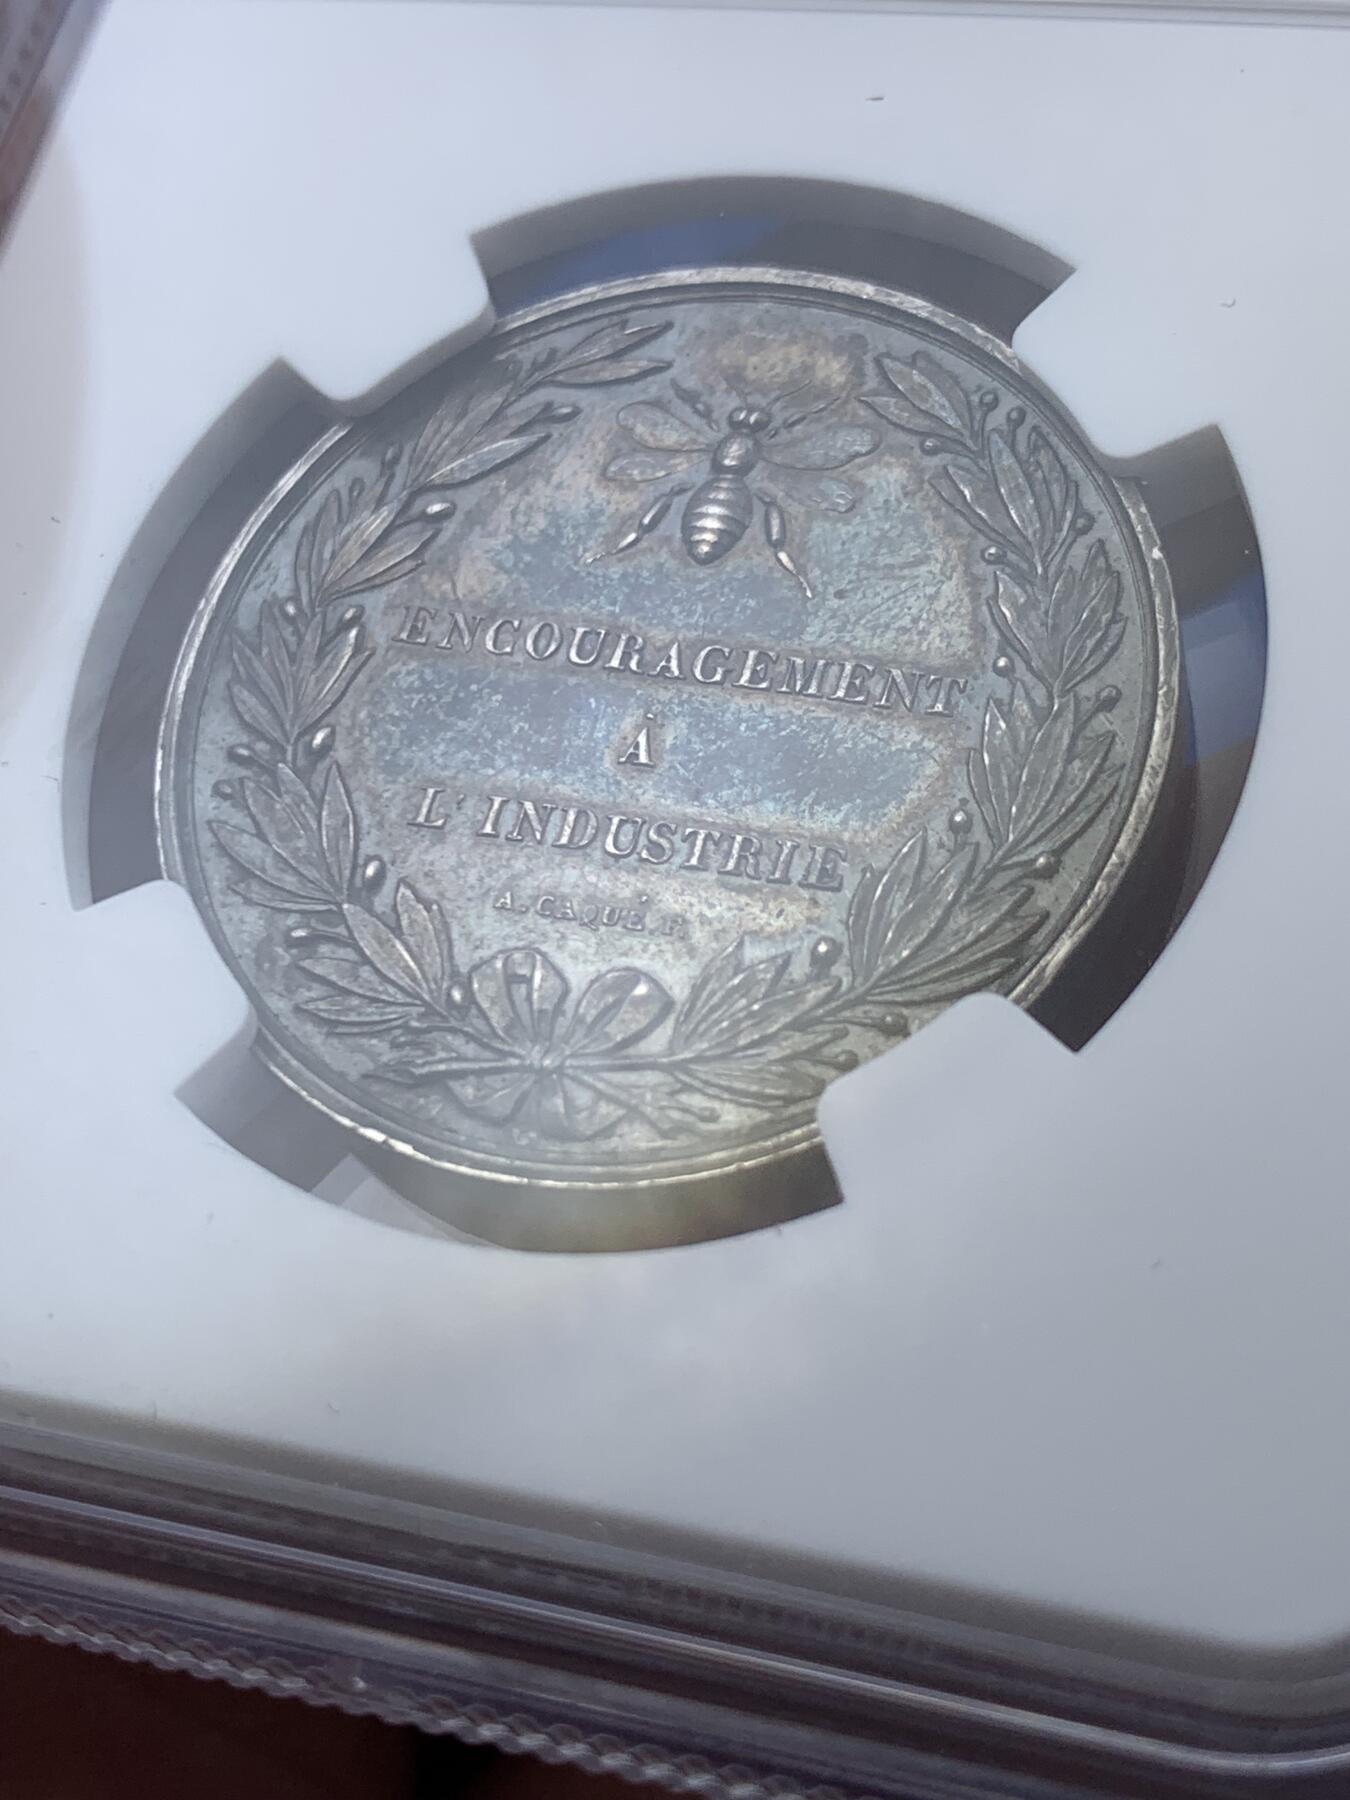 ENCOURAGEMENT
À
L'INDUSTRIE
A. CAQUÉ. F.